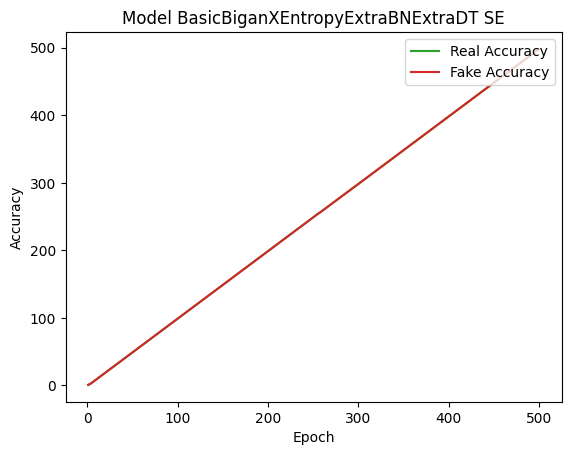 Model BasicBiganXEntropyExtraBNExtraDT SE
Real Accuracy
Fake Accuracy
500
400
300
200
100
0
Accuracy
0 100 200 300 400 500
Epoch